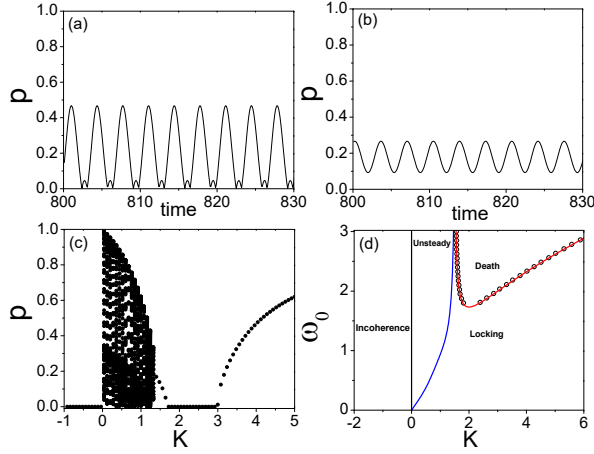 (a)
1.0
0.8
0.6
0.4
0.2
0.0
p
800 810 820 830
time
(b)
1.0
0.8
0.6
0.4
0.2
0.0
p
800 810 820 830
time
(c)
1.0
0.8
0.6
0.4
0.2
0.0
p
-1 0 1 2 3 4 5
K
(d)
3
2
1
0
ω0
Unsteady
Death
Incoherence
Locking
-2 0 2 4 6
K